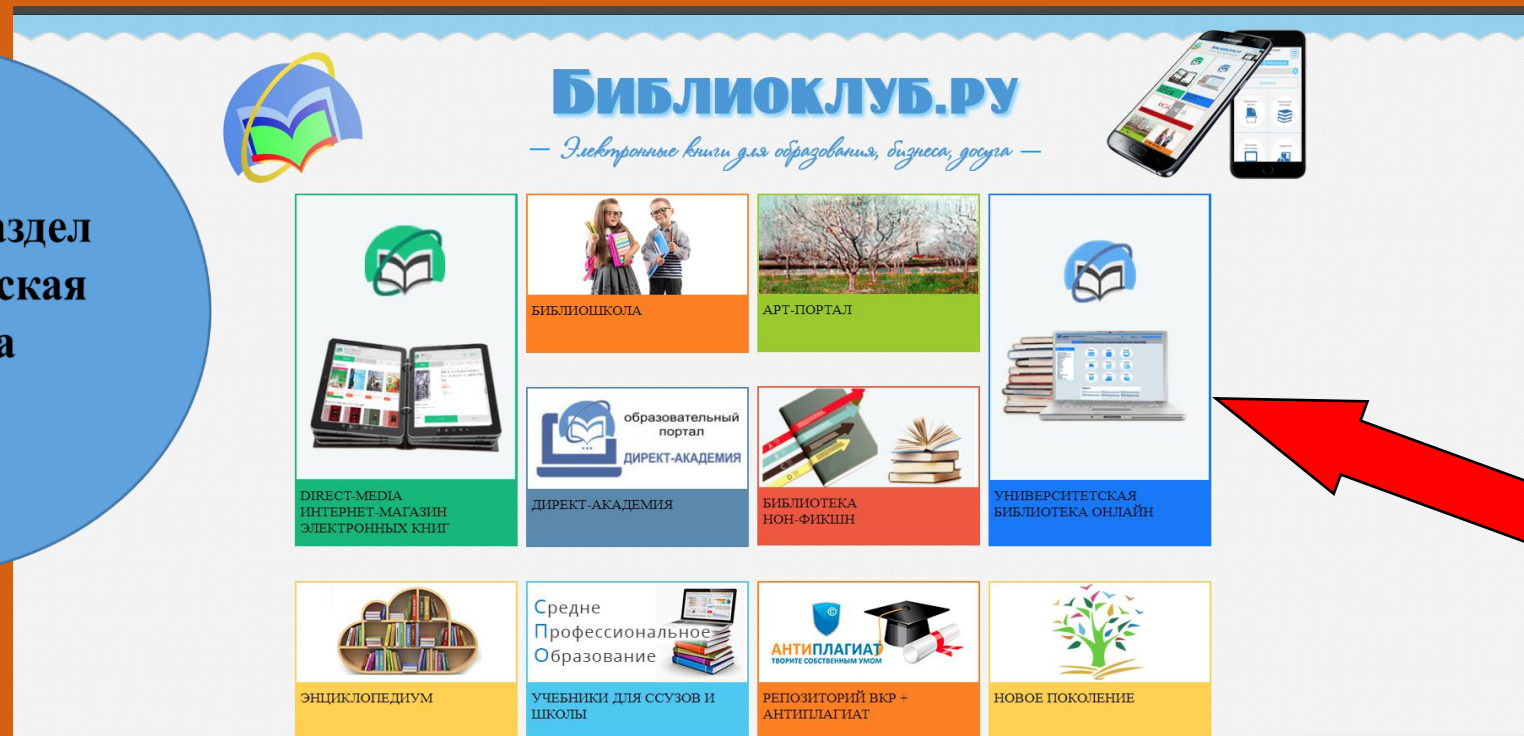 БИБЛИОКЛУБ.РУ
— Электронные книги для образования, бизнеса, досуга —
аздел
ская
а
БИБЛИОШКОЛА
АРТ-ПОРТАЛ
образовательный
портал
ДИРЕКТ-АКАДЕМИЯ
DIRECT-MEDIA
ИНТЕРНЕТ-МАГАЗИН
ЭЛЕКТРОННЫХ КНИГ
ДИРЕКТ-АКАДЕМИЯ
БИБЛИОТЕКА
НОН-ФИКШН
УНИВЕРСИТЕТСКАЯ
БИБЛИОТЕКА ОНЛАЙН
Средне
Профессиональное
Образование
©
АНТИПЛАГИАТ
ТВОРИТЕ СОБСТВЕННЫМ УМОМ
ЭНЦИКЛОПЕДИУМ
УЧЕБНИКИ ДЛЯ ССУЗОВ И
ШКОЛЫ
РЕПОЗИТОРИЙ ВКР +
АНТИПЛАГИАТ
НОВОЕ ПОКОЛЕНИЕ